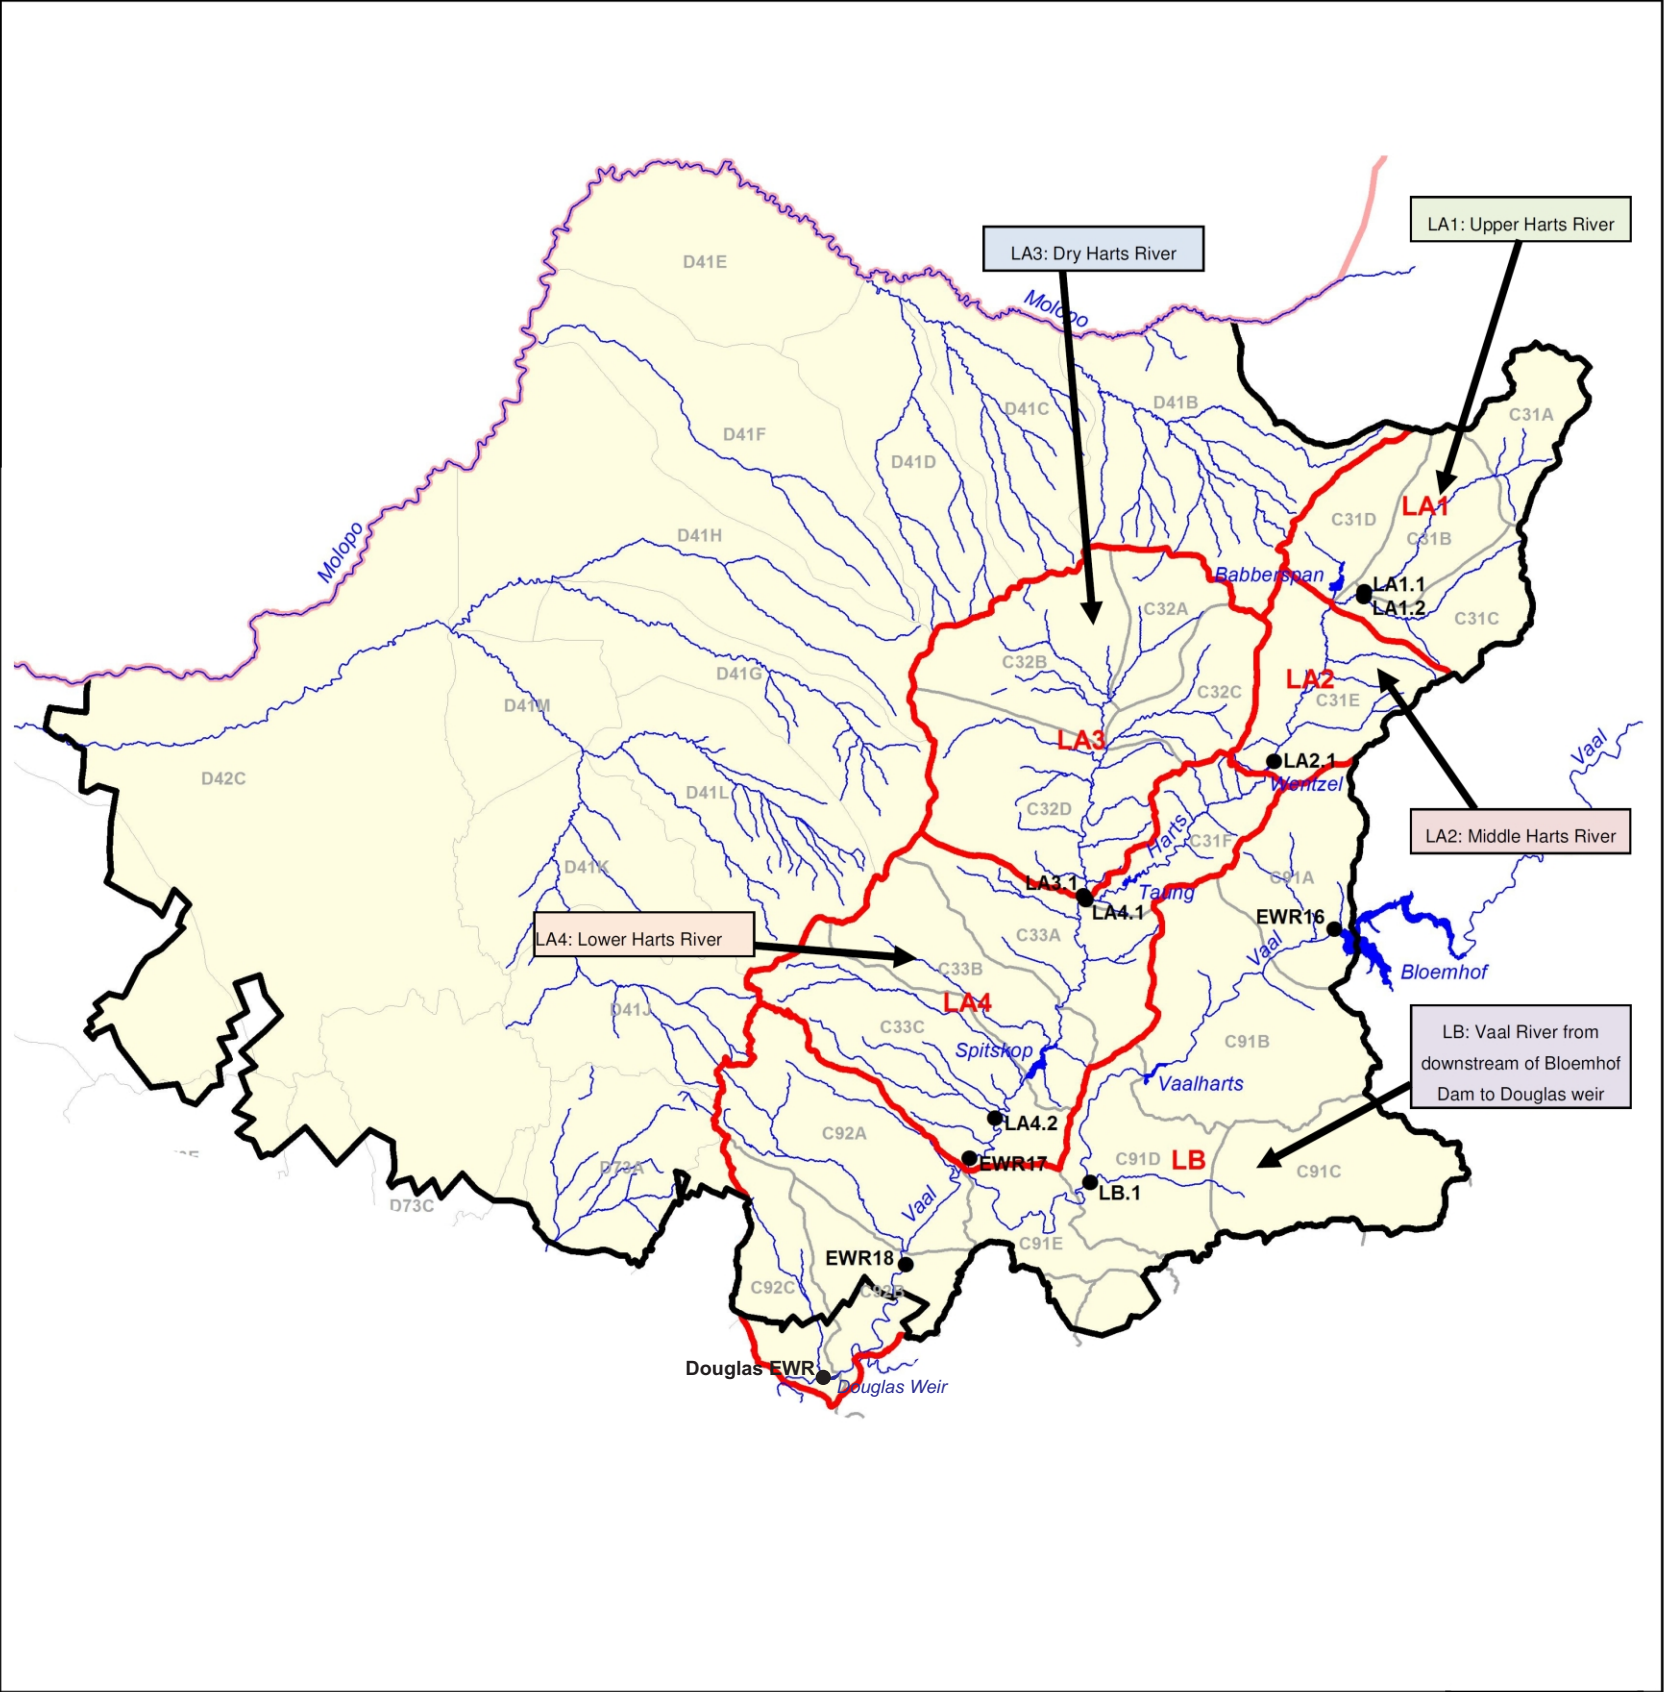 LA1: Upper Harts River
LA3: Dry Harts River
D41E
Molopo
D41C
D41B
C31A
D41F
D41D
LA1
C31D
C31B
D41H
Molopo
Babberspan
LA1.1
LA1.2
C32A
C31C
C32B
D41G
LA2
C32C
C31E
D41M
LA3
Vaal
LA2.1
D42C
Wentzel
D41L
C32D
Harts
LA2: Middle Harts River
C31F
D41K
C91A
LA3.1
Taung
LA4.1
EWR16
LA4: Lower Harts River
C33A
Vaal
C33B
Bloemhof
LA4
D41J
C33C
LB: Vaal River from
downstream of Bloemhof
Dam to Douglas weir
C91B
Spitskop
Vaalharts
LA4.2
C92A
EWR17
C91D
LB
D73A
C91C
LB.1
D73C
Vaal
C91E
EWR18
C92C
C92B
Douglas EWR
Douglas Weir